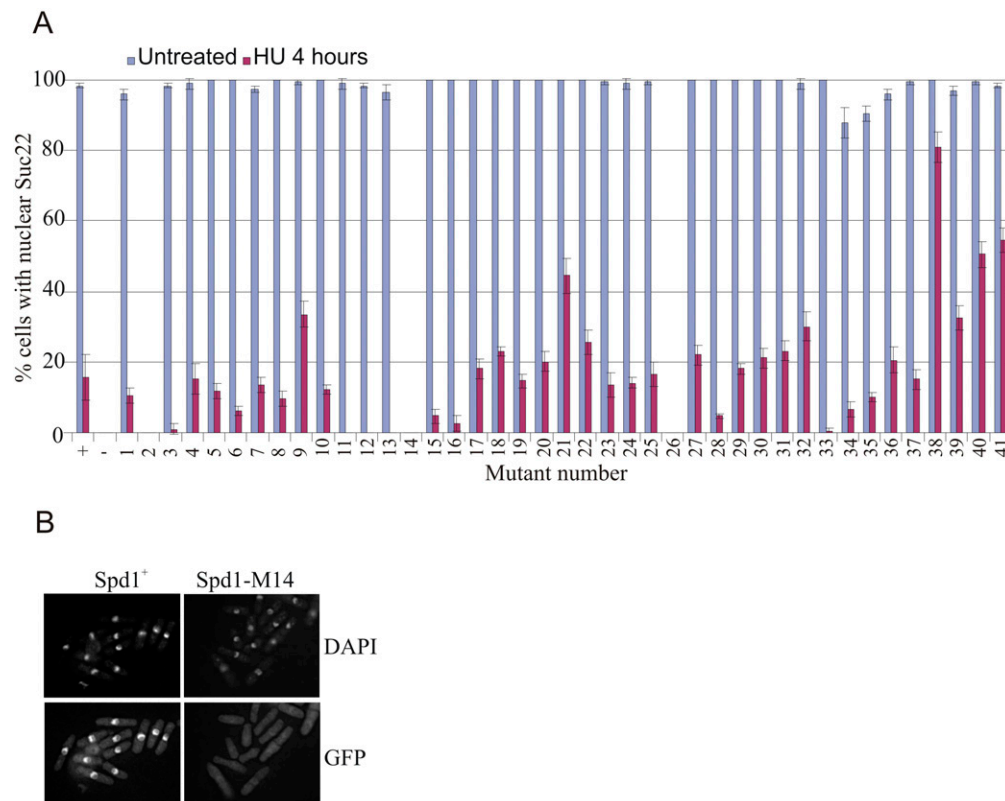 A
Untreated HU 4 hours
% cells with nuclear Suc22
100
80
60
40
20
0
+ - 1 2 3 4 5 6 7 8 9 10 11 12 13 14 15 16 17 18 19 20 21 22 23 24 25 26 27 28 29 30 31 32 33 34 35 36 37 38 39 40 41
Mutant number
B
Spd1+ Spd1-M14
DAPI
GFP